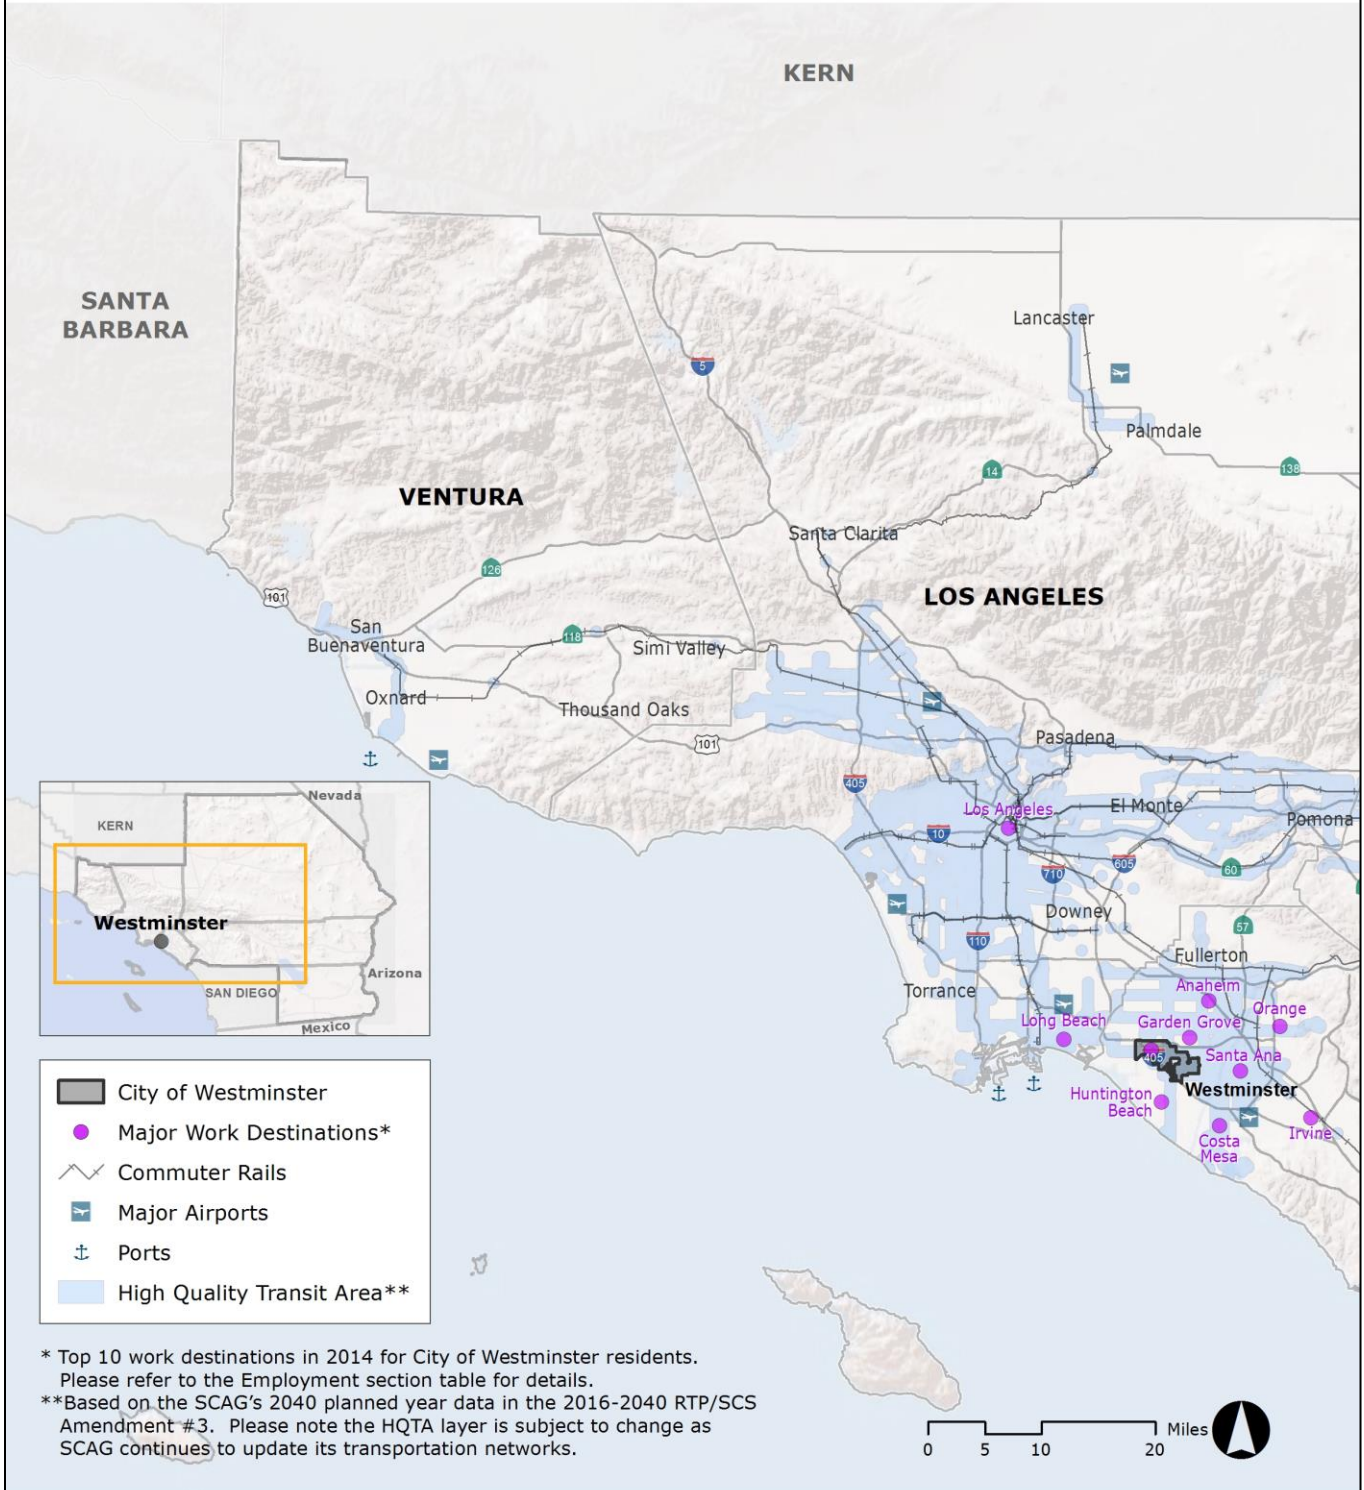 KERN
SANTA
BARBARA
Lancaster
5
Palmdale
14
138
VENTURA
Santa Clarita
126
LOS ANGELES
101
San
Buenaventura
118
Simi Valley
Oxnard
Thousand Oaks
101
Pasadena
405
Los Angeles
El Monte
Pomona
10
605
710
60
Downey
57
110
Fullerton
Torrance
Anaheim
Orange
Long Beach
Garden Grove
405
Santa Ana
Westminster
Huntington
Beach
Costa
Mesa
Irvine
Nevada
KERN
Westminster
Arizona
SAN DIEGO
Mexico
City of Westminster
Major Work Destinations*
Commuter Rails
Major Airports
Ports
High Quality Transit Area**
* Top 10 work destinations in 2014 for City of Westminster residents.
Please refer to the Employment section table for details.
**Based on the SCAG’s 2040 planned year data in the 2016-2040 RTP/SCS
Amendment #3. Please note the HQTA layer is subject to change as
SCAG continues to update its transportation networks.
Miles
0 5 10 20